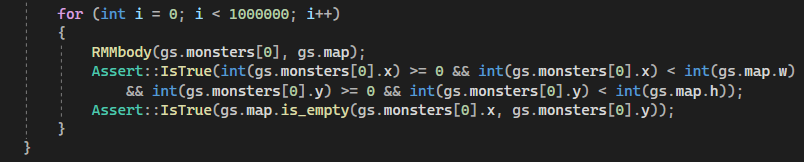 for (int i = 0; i < 1000000; i++)
{
RMMbody(gs.monsters[0], gs.map);
Assert::IsTrue(int(gs.monsters[0].x) >= 0 && int(gs.monsters[0].x) < int(gs.map.w)
&& int(gs.monsters[0].y) >= 0 && int(gs.monsters[0].y) < int(gs.map.h));
Assert::IsTrue(gs.map.is_empty(gs.monsters[0].x, gs.monsters[0].y));
}
}